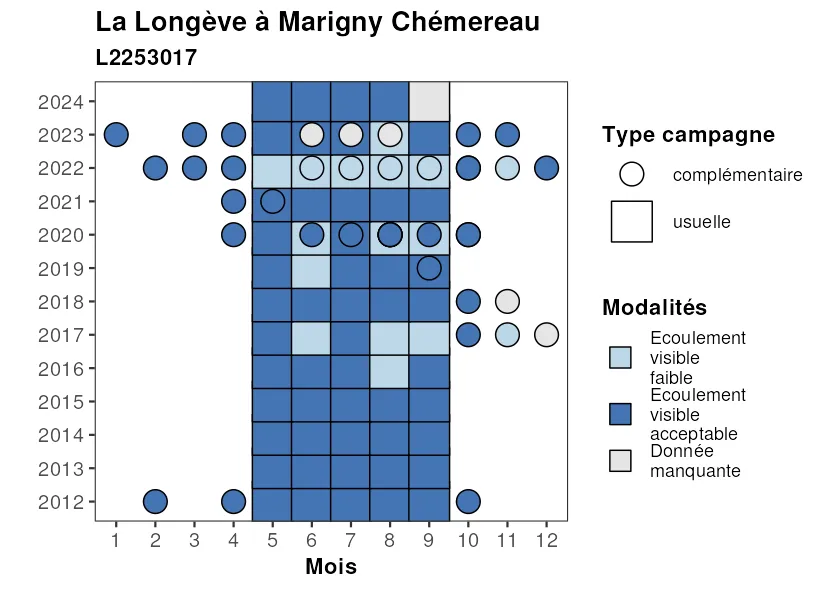 La Longève à Marigny Chémereau
L2253017
2024
2023
2022
2021
2020
2019
2018
2017
2016
2015
2014
2013
2012
1 2 3 4 5 6 7 8 9 10 11 12
Mois
Type campagne
complémentaire
usuelle
Modalités
Ecoulement
visible
faible
Ecoulement
visible
acceptable
Donnée
manquante